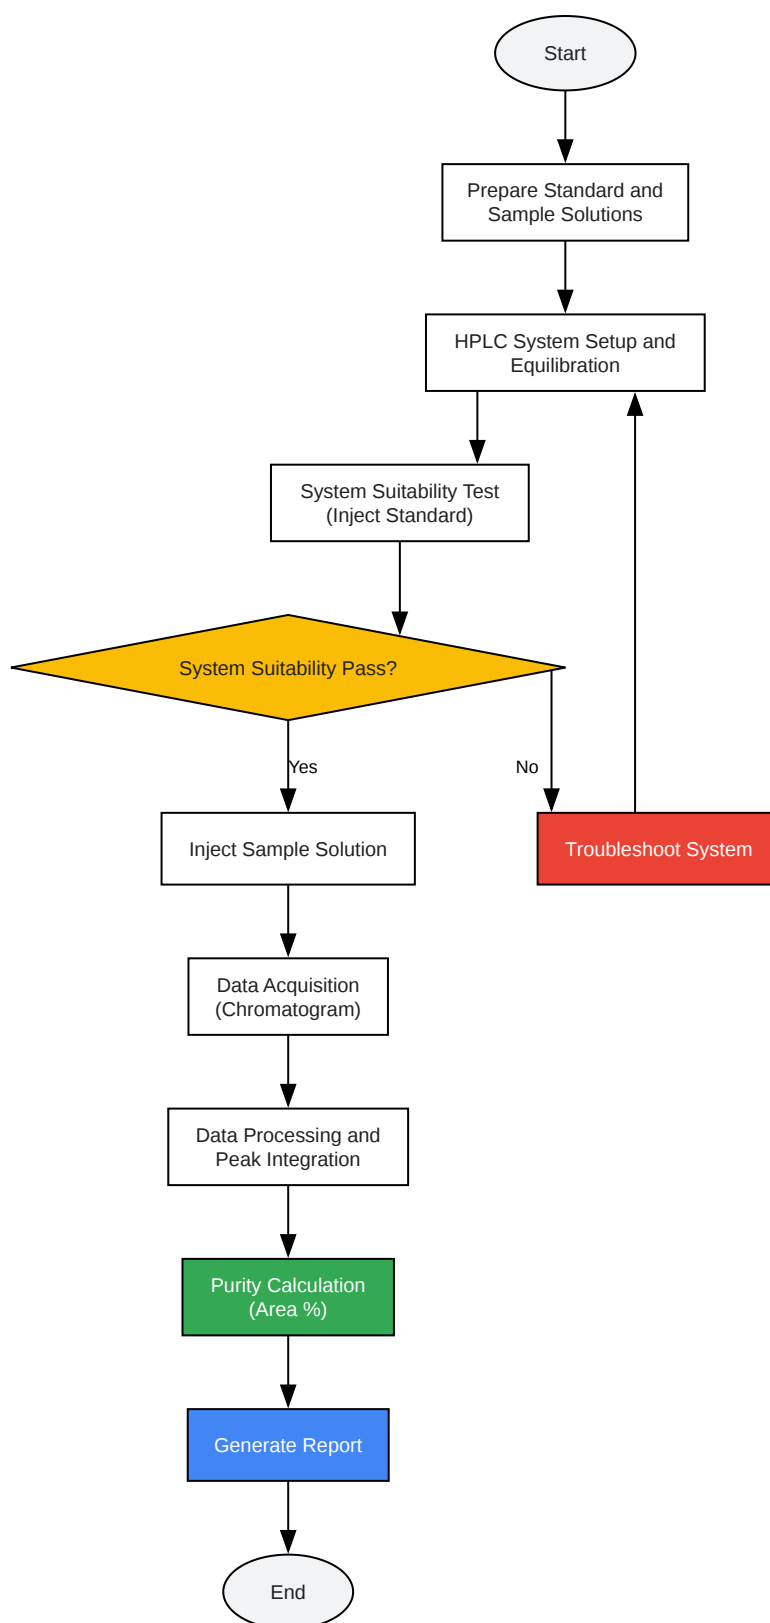 Start
Prepare Standard and
Sample Solutions
HPLC System Setup and
Equilibration
System Suitability Test
(Inject Standard)
System Suitability Pass?
Yes
No
Inject Sample Solution
Troubleshoot System
Data Acquisition
(Chromatogram)
Data Processing and
Peak Integration
Purity Calculation
(Area %)
Generate Report
End